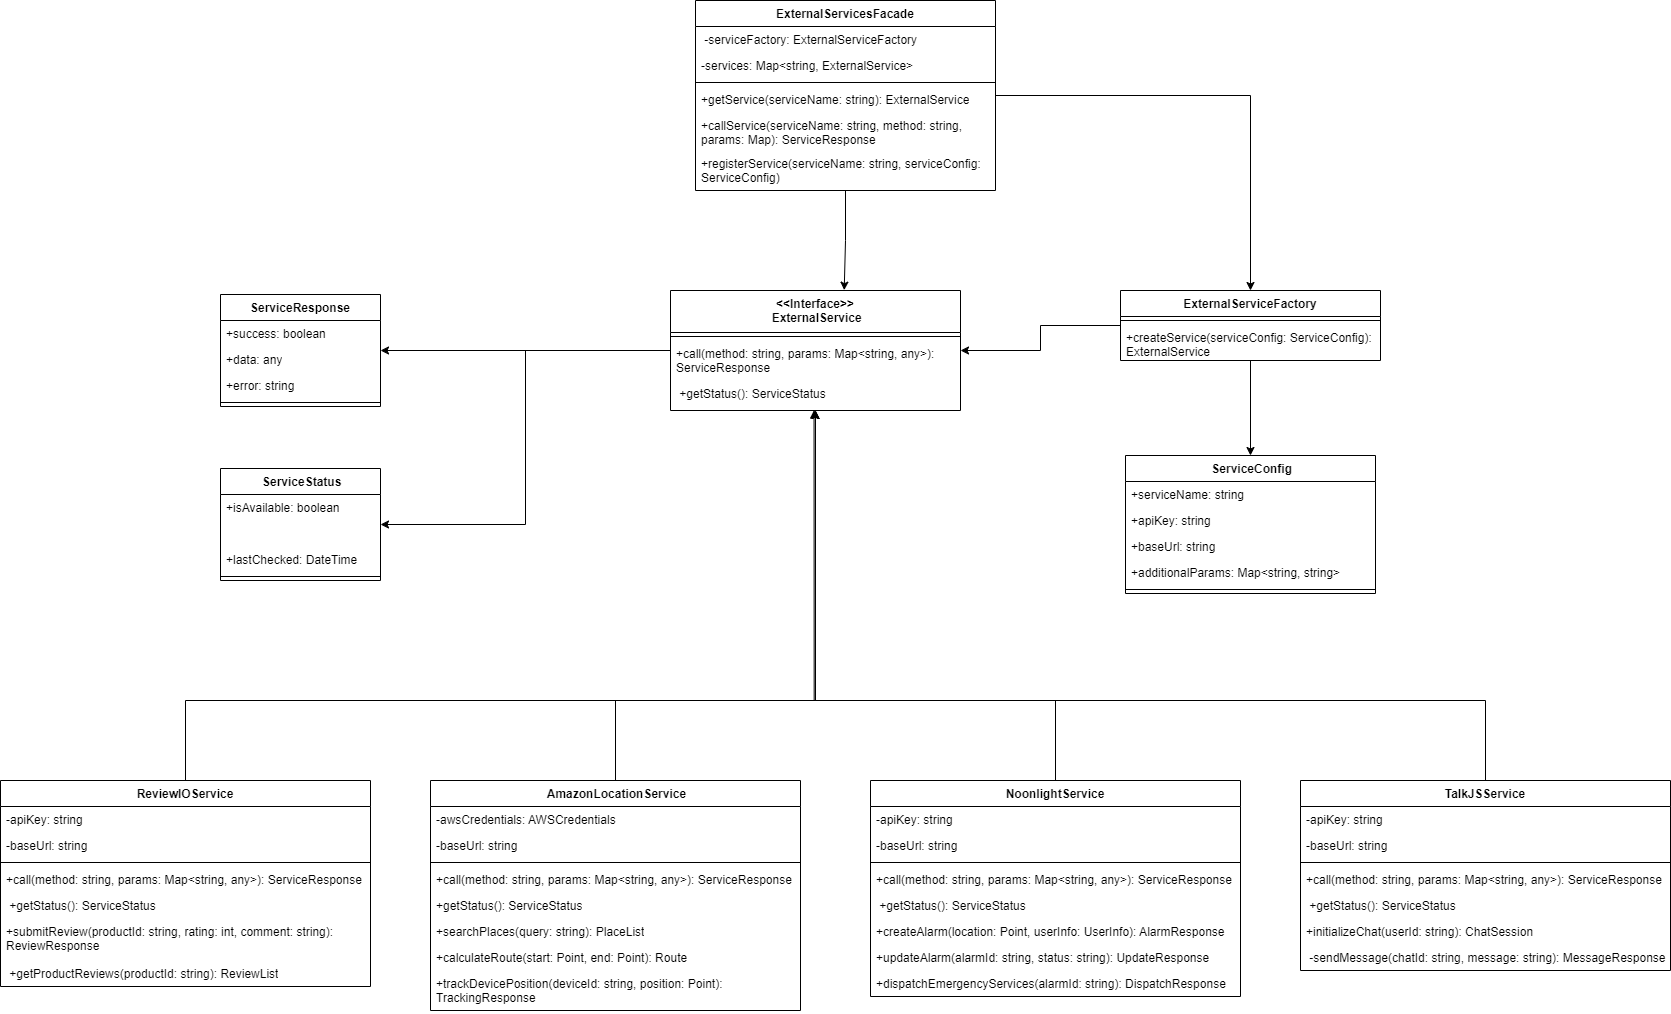 ExternalServicesFacade
-serviceFactory: ExternalServiceFactory
-services: Map<string, ExternalService>
+getService(serviceName: string): ExternalService
+callService(serviceName: string, method: string,
params: Map): ServiceResponse
+registerService(serviceName: string, serviceConfig:
ServiceConfig)
ServiceResponse
+success: boolean
+data: any
+error: string
<<Interface>>
ExternalService
+call(method: string, params: Map<string, any>):
ServiceResponse
+getStatus(): ServiceStatus
ExternalServiceFactory
+createService(serviceConfig: ServiceConfig):
ExternalService
ServiceStatus
+isAvailable: boolean
+lastChecked: DateTime
ServiceConfig
+serviceName: string
+apiKey: string
+baseUrl: string
+additionalParams: Map<string, string>
ReviewIOService
-apiKey: string
-baseUrl: string
+call(method: string, params: Map<string, any>): ServiceResponse
+getStatus(): ServiceStatus
+submitReview(productId: string, rating: int, comment: string):
ReviewResponse
+getProductReviews(productId: string): ReviewList
AmazonLocationService
-awsCredentials: AWSCredentials
-baseUrl: string
+call(method: string, params: Map<string, any>): ServiceResponse
+getStatus(): ServiceStatus
+searchPlaces(query: string): PlaceList
+calculateRoute(start: Point, end: Point): Route
+trackDevicePosition(deviceId: string, position: Point):
TrackingResponse
NoonlightService
-apiKey: string
-baseUrl: string
+call(method: string, params: Map<string, any>): ServiceResponse
+getStatus(): ServiceStatus
+createAlarm(location: Point, userInfo: UserInfo): AlarmResponse
+updateAlarm(alarmId: string, status: string): UpdateResponse
+dispatchEmergencyServices(alarmId: string): DispatchResponse
TalkJSService
-apiKey: string
-baseUrl: string
+call(method: string, params: Map<string, any>): ServiceResponse
+getStatus(): ServiceStatus
+initializeChat(userId: string): ChatSession
-sendMessage(chatId: string, message: string): MessageResponse